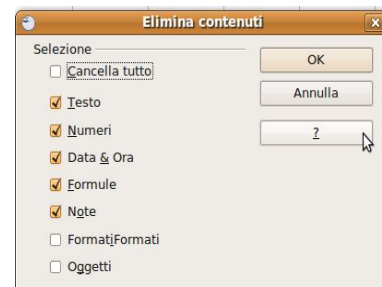 Elimina contenuti
Selezione
Cancella tutto
Testo
Numeri
Data & Ora
Formule
Note
FormatiFormati
Oggetti
OK
Annulla
?